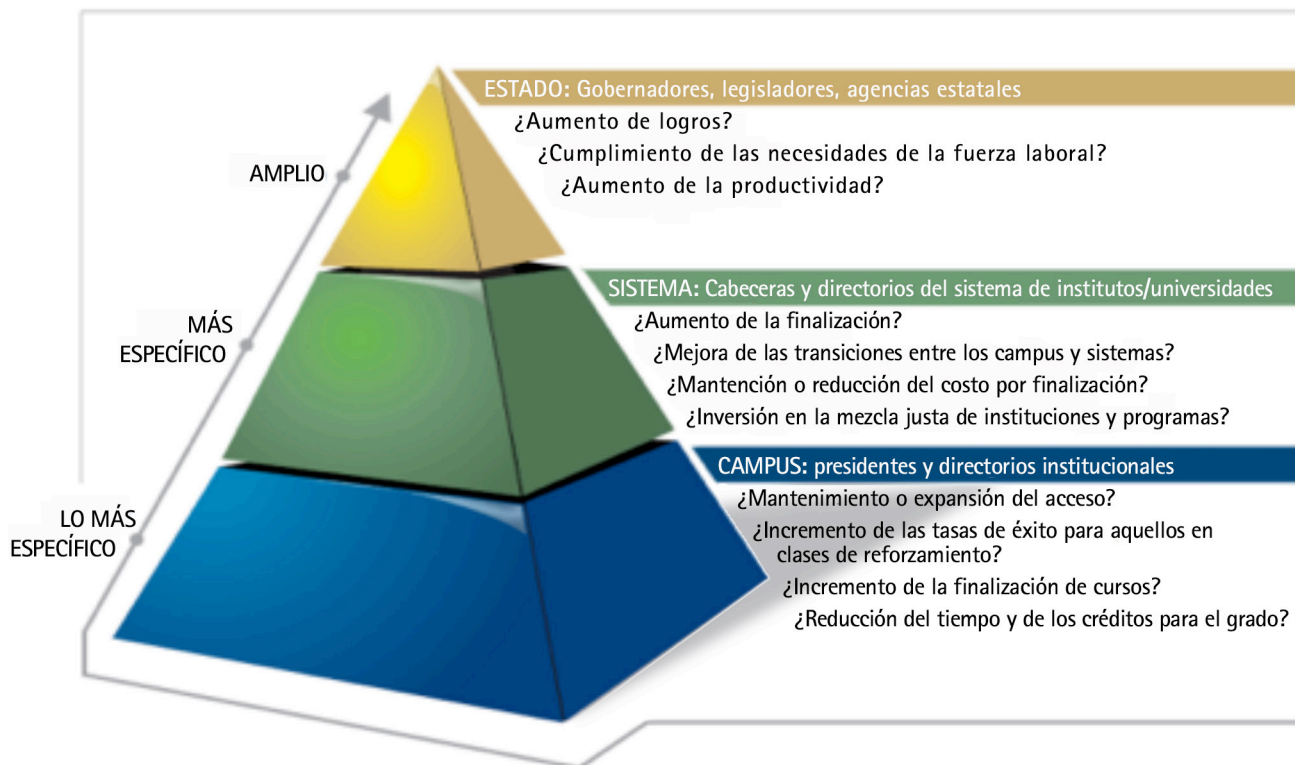 ESTADO: Gobernadores, legisladores, agencias estatales
¿Aumento de logros?
¿Cumplimiento de las necesidades de la fuerza laboral?
¿Aumento de la productividad?
AMPLIO
SISTEMA: Cabeceras y directorios del sistema de institutos/universidades
¿Aumento de la finalización?
¿Mejora de las transiciones entre los campus y sistemas?
¿Mantención o reducción del costo por finalización?
¿Inversión en la mezcla justa de instituciones y programas?
MÁS
ESPECÍFICO
CAMPUS: presidentes y directorios institucionales
¿Mantenimiento o expansión del acceso?
¿Incremento de las tasas de éxito para aquellos en
clases de reforzamiento?
¿Incremento de la finalización de cursos?
¿Reducción del tiempo y de los créditos para el grado?
LO MÁS
ESPECÍFICO